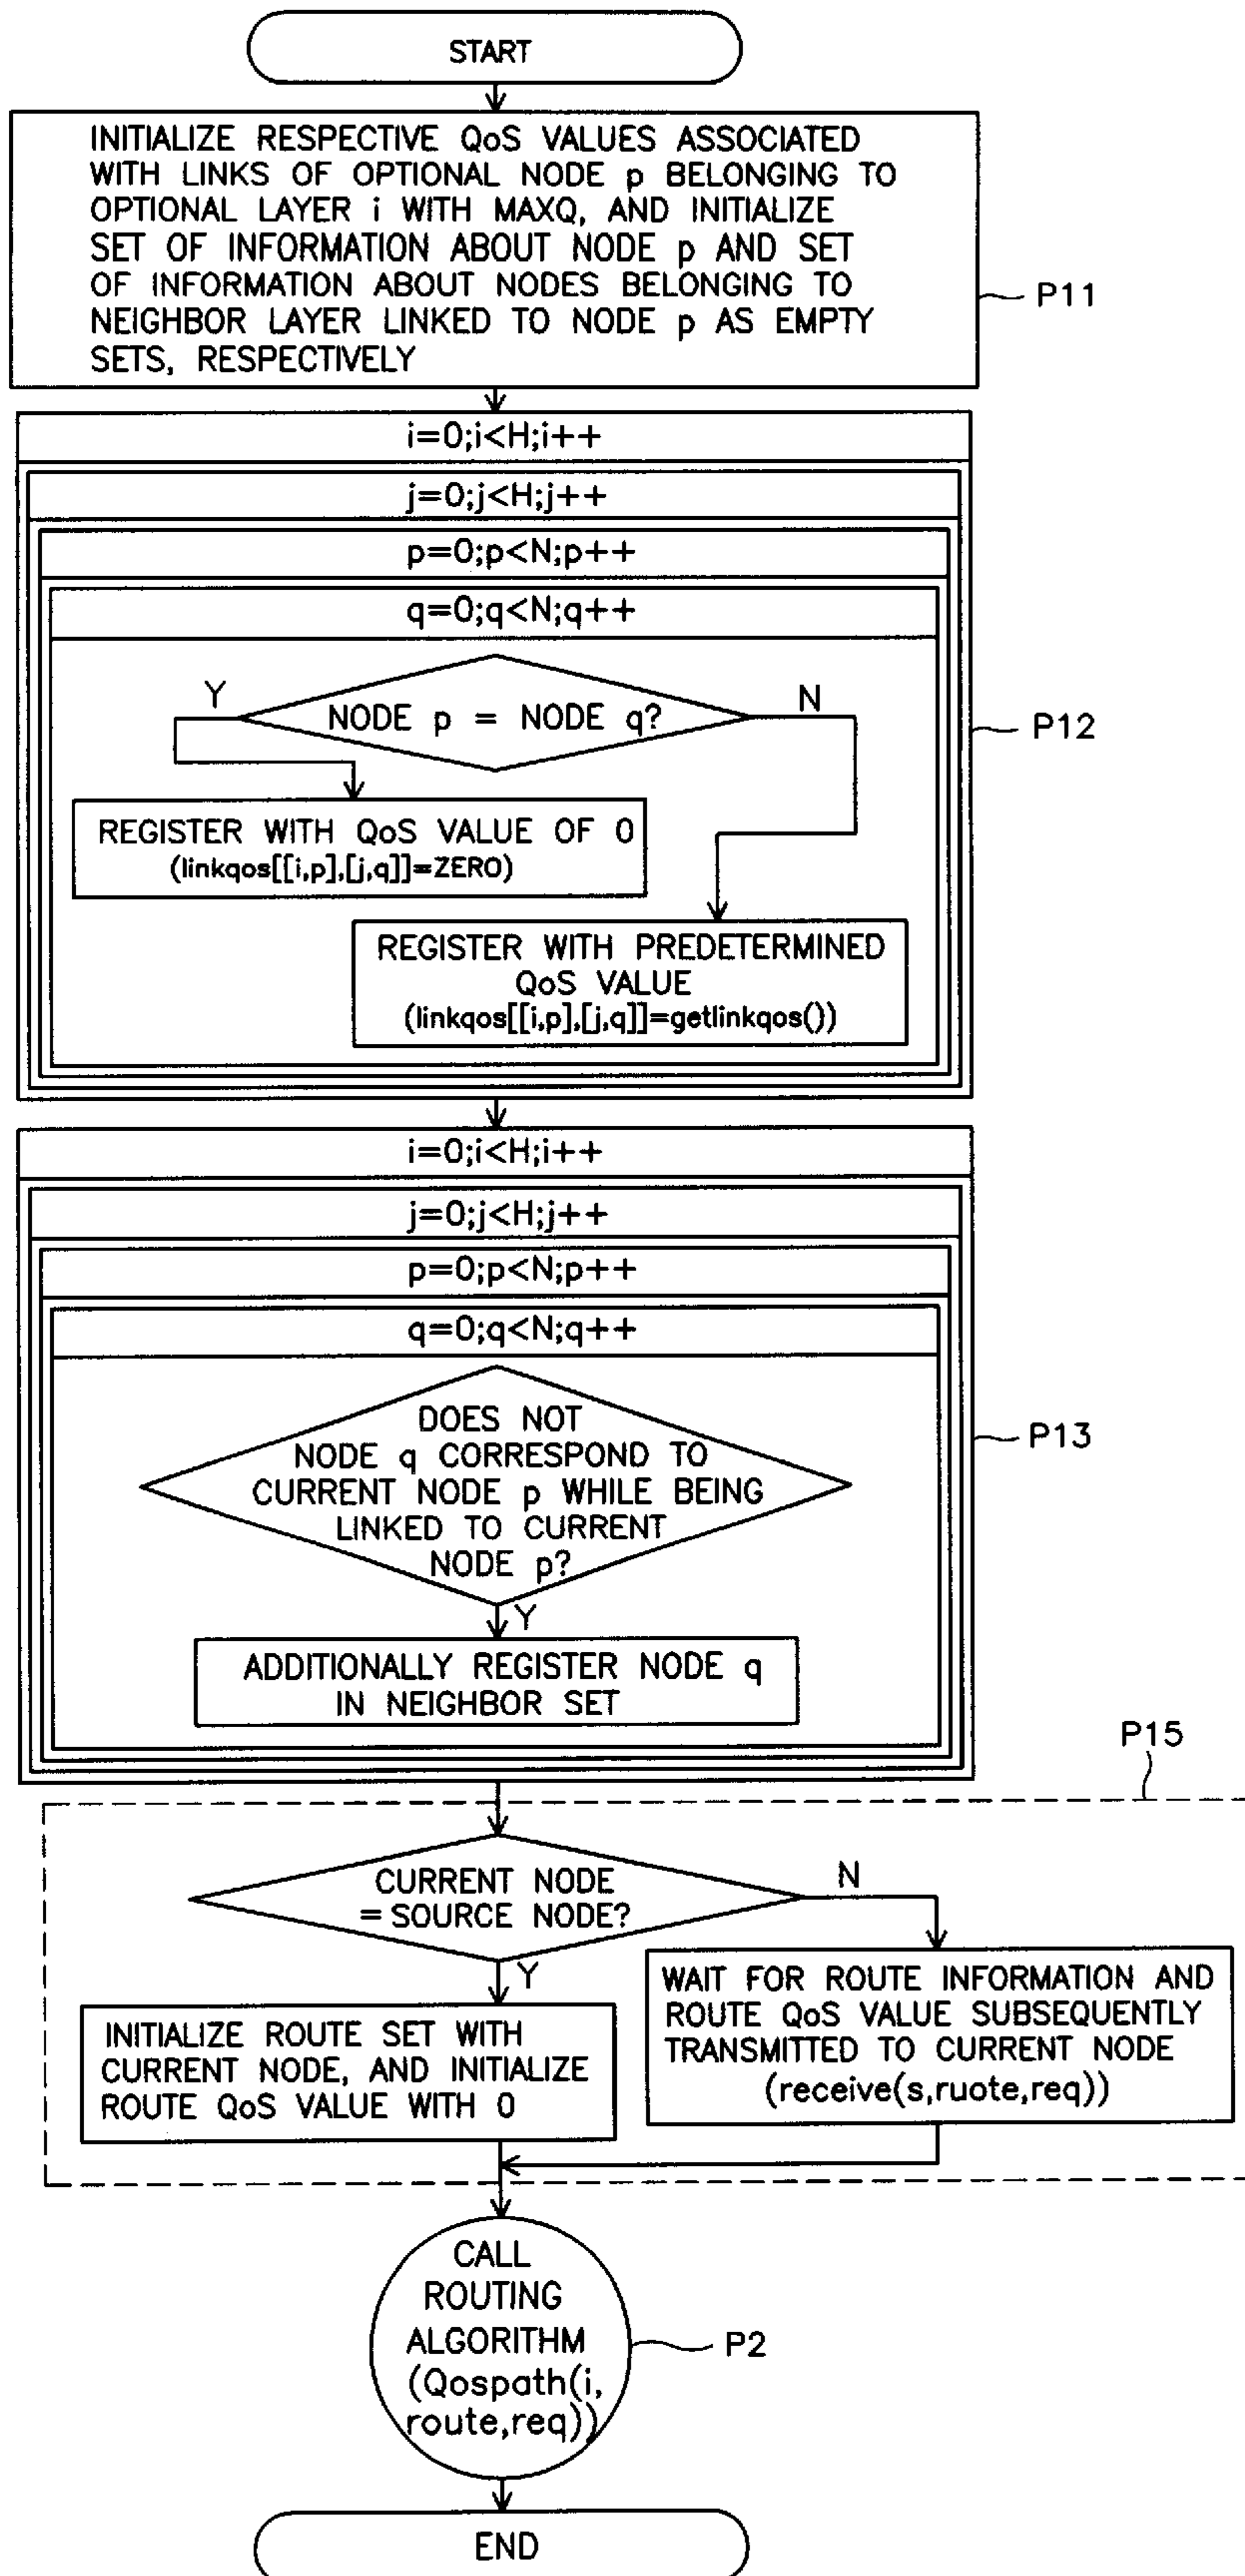 START
INITIALIZE RESPECTIVE QoS VALUES ASSOCIATED
WITH LINKS OF OPTIONAL NODE p BELONGING TO
OPTIONAL LAYER i WITH MAXQ, AND INITIALIZE
SET OF INFORMATION ABOUT NODE p AND SET
OF INFORMATION ABOUT NODES BELONGING TO
NEIGHBOR LAYER LINKED TO NODE p AS EMPTY
SETS, RESPECTIVELY
P11
i=0;i<H;i++
j=0;j<H;j++
p=0;p<N;p++
q=0;q<N;q++
Y
NODE p = NODE q?
N
P12
REGISTER WITH QoS VALUE OF 0
(linkqos[[i,p],[j,q]]=ZERO)
REGISTER WITH PREDETERMINED
QoS VALUE
(linkqos[[i,p],[j,q]]=getlinkqos())
i=0;i<H;i++
j=0;j<H;j++
p=0;p<N;p++
q=0;q<N;q++
DOES NOT
NODE q CORRESPOND TO
CURRENT NODE p WHILE BEING
LINKED TO CURRENT
NODE p?
P13
Y
ADDITIONALLY REGISTER NODE q
IN NEIGHBOR SET
P15
CURRENT NODE
= SOURCE NODE?
N
Y
INITIALIZE ROUTE SET WITH
CURRENT NODE, AND INITIALIZE
ROUTE QoS VALUE WITH 0
WAIT FOR ROUTE INFORMATION AND
ROUTE QoS VALUE SUBSEQUENTLY
TRANSMITTED TO CURRENT NODE
(receive(s,ruote,req))
CALL
ROUTING
ALGORITHM
(Qospath(i,
route,req))
P2
END